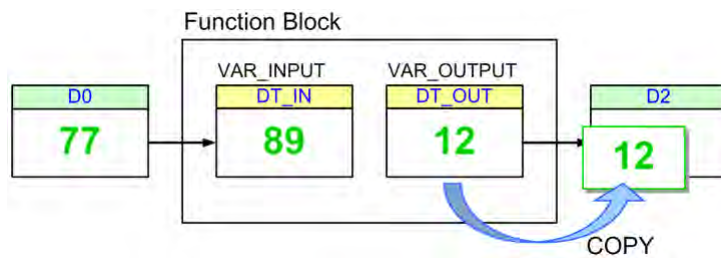 Function Block
VAR_INPUT
VAR_OUTPUT
D0
DT_IN
DT_OUT
D2
77
89
12
12
COPY